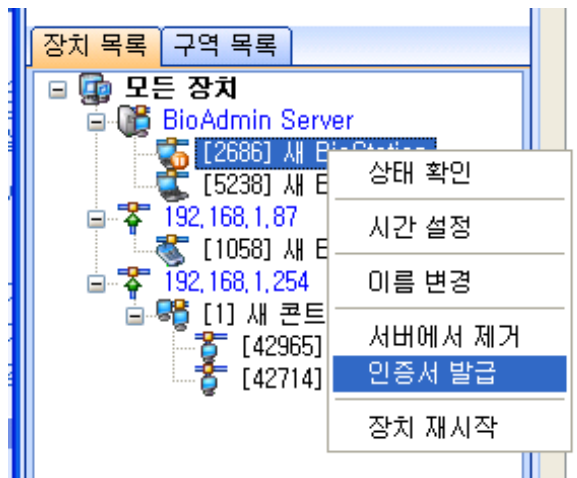 장치 목록 구역 목록
모든 장치
BioAdmin Server
[2686] 새 BioStation
[5238] 새
192,168,1,87
[1058] 새
192,168,1,254
[1] 새 콘트
[42965]
[42714]
상태 확인
시간 설정
이름 변경
서버에서 제거
인증서 발급
장치 재시작